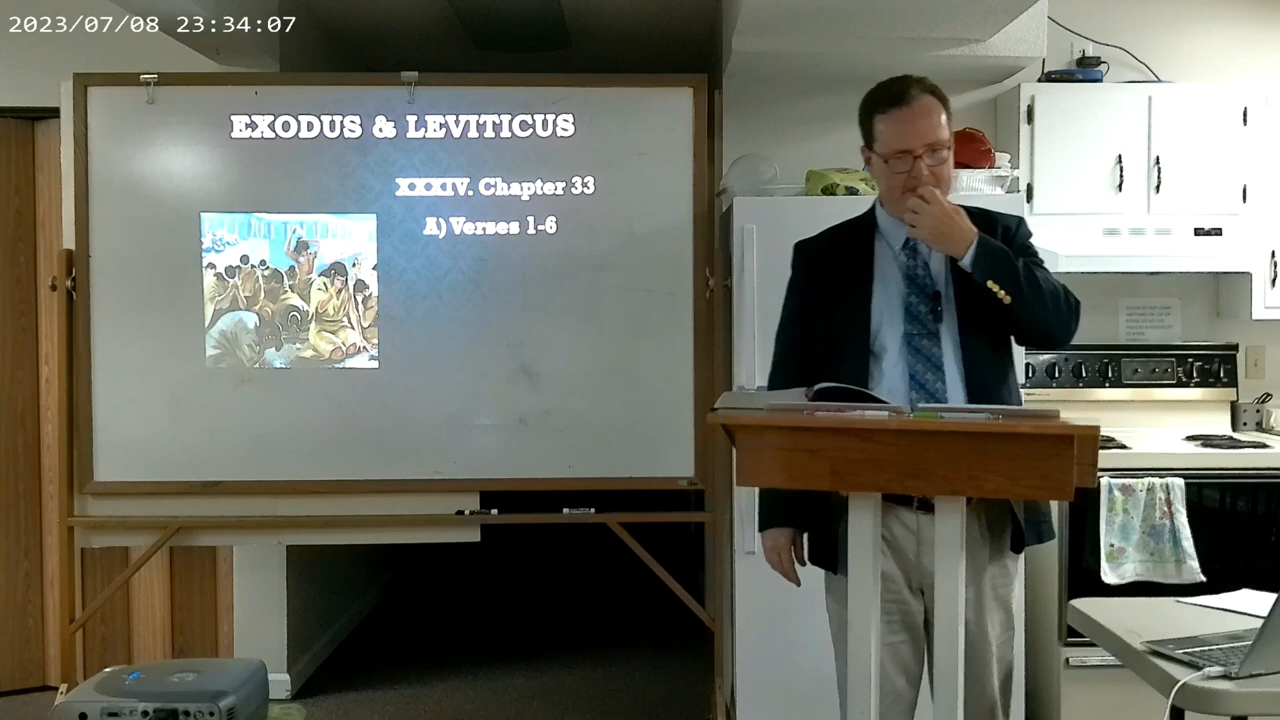 2023/07/08 23:34:07
EXODUS & LEVITICUS
XXXIV. Chapter 33
A) Verses 1-6